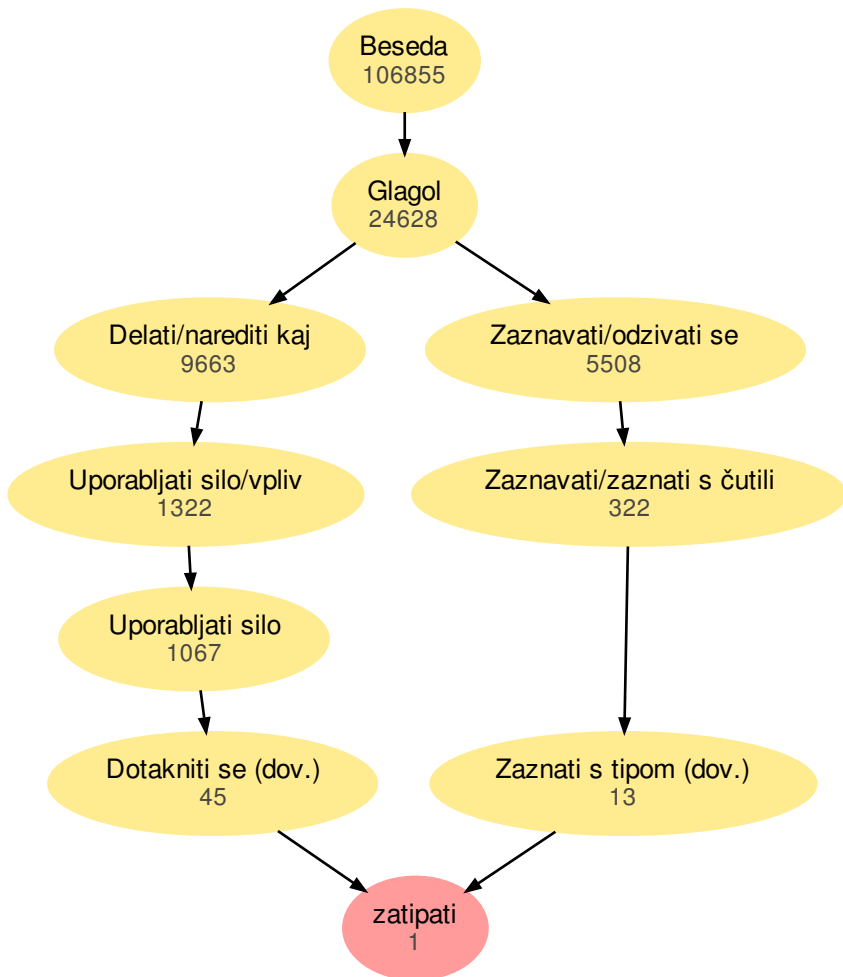 Beseda
106855
Glagol
24628
Delati/narediti kaj
9663
Zaznavati/odzivati se
5508
Uporabljati silo/vpliv
1322
Zaznavati/zaznati s čutili
322
Uporabljati silo
1067
Dotakniti se (dov.)
45
Zaznati s tipom (dov.)
13
zatipati
1